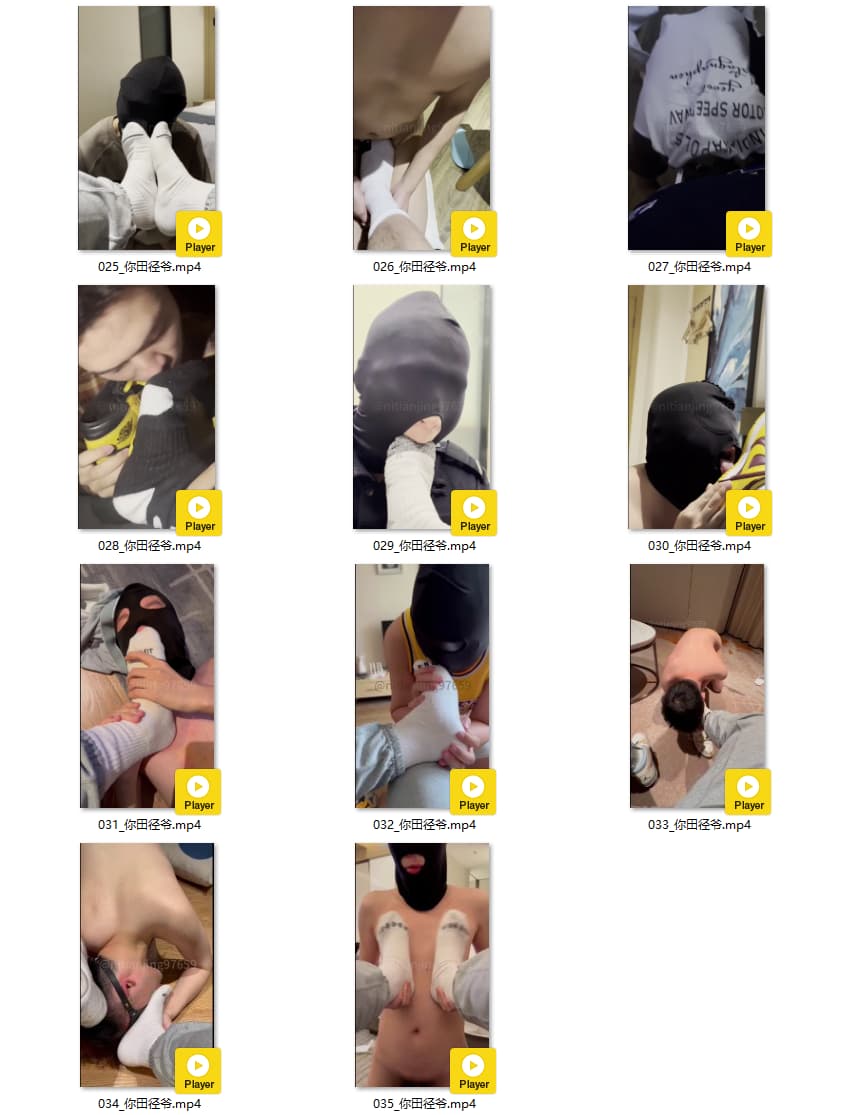 Player
Player
Player
025_你田径爷.mp4
026_你田径爷.mp4
027_你田径爷.mp4
Player
Player
Player
028_你田径爷.mp4
029_你田径爷.mp4
030_你田径爷.mp4
Player
Player
Player
031_你田径爷.mp4
032_你田径爷.mp4
033_你田径爷.mp4
@nitianjing97659
Player
Player
034_你田径爷.mp4
035_你田径爷.mp4